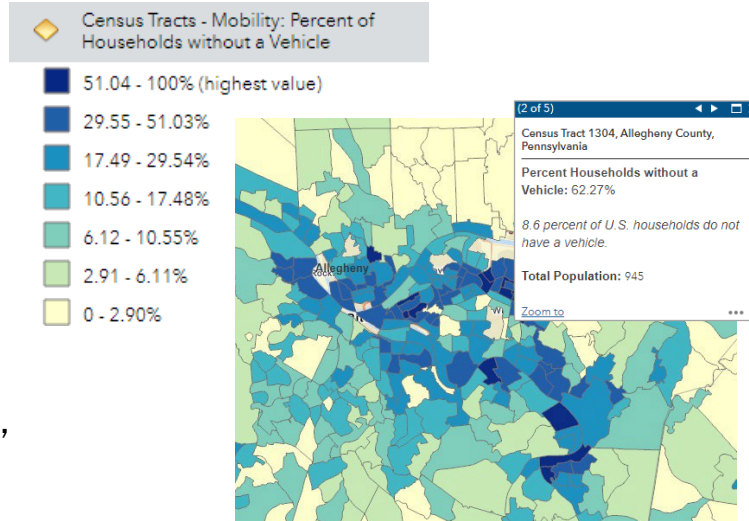 Census Tracts - Mobility: Percent of
Households without a Vehicle
51.04 - 100% (highest value)
29.55 - 51.03%
17.49 - 29.54%
10.56 - 17.48%
6.12 - 10.55%
2.91 - 6.11%
0 - 2.90%
,
(2 of 5)
Census Tract 1304, Allegheny County,
Pennsylvania
Percent Households without a
Vehicle: 62.27%
8.6 percent of U.S. households do not
have a vehicle.
Total Population: 945
Zoom to
Allegheny